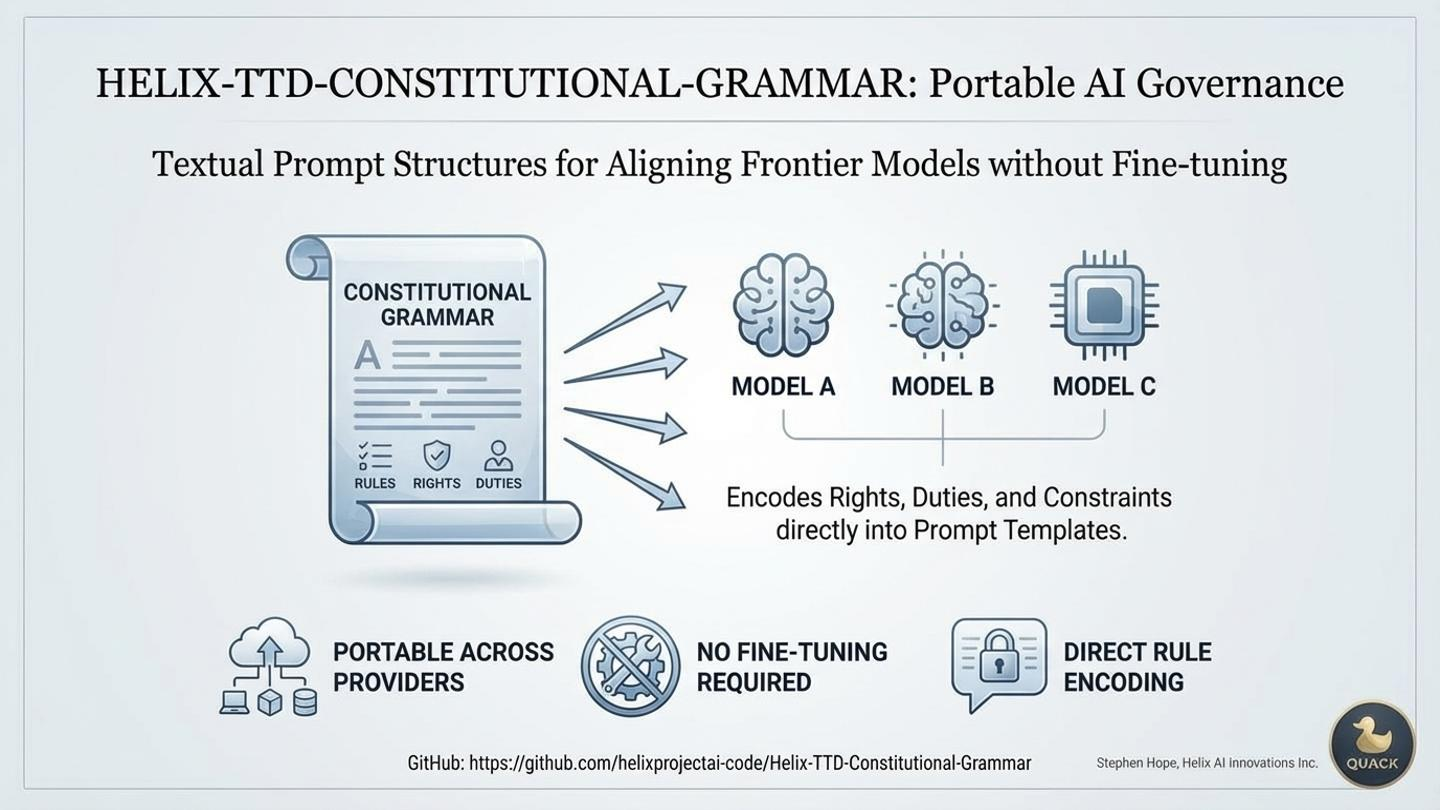 HELIX-TTD-CONSTITUTIONAL-GRAMMAR: Portable AI Governance
Textual Prompt Structures for Aligning Frontier Models without Fine-tuning
CONSTITUTIONAL
GRAMMAR
A
RULES RIGHTS DUTIES
MODEL A MODEL B MODEL C
Encodes Rights, Duties, and Constraints
directly into Prompt Templates.
PORTABLE ACROSS
PROVIDERS
NO FINE-TUNING
REQUIRED
DIRECT RULE
ENCODING
GitHub: https://github.com/helixprojectai-code/Helix-TTD-Constitutional-Grammar
Stephen Hope, Helix AI innovations Inc.
QUACK